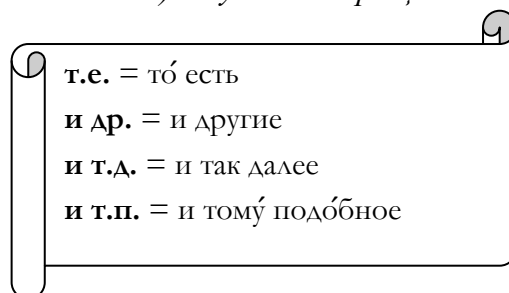 т.е. = то́ есть
и др. = и другие
и т.д. = и так далее
и т.п. = и тому́ подо́бное